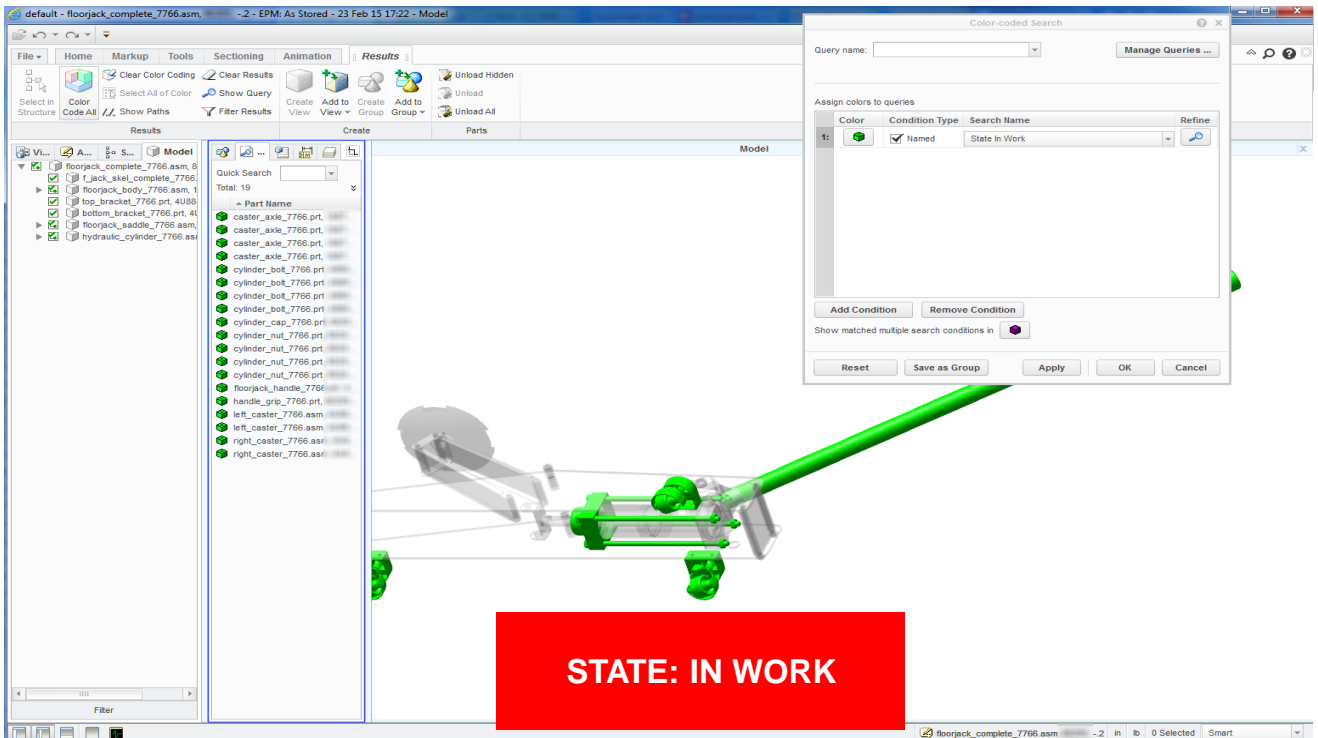 default - floorjack_complete_7766.asm, -.2 - EPM: As Stored - 23 Feb 15 17:22 - Model
File Home Markup Tools Sectioning Animation Results
Select in Structure
Color Code All
Clear Color Coding
Select All of Color
Show Paths
Clear Results
Show Query
Filter Results
Create View
Add to View
Create Group
Add to Group
Unload Hidden
Unload
Unload All
Results Create Parts
Vi... A... S... Model
floorjack_complete_7766.asm, 8
f_jack_skel_complete_7766.
floorjack_body_7766.asm, 1
top_bracket_7766.prt, 4U88
bottom_bracket_7766.prt, 4U
floorjack_saddle_7766.asm,
hydraulic_cylinder_7766.asm
Filter
...
Quick Search
Total: 19
Part Name
caster_axle_7766.prt,
caster_axle_7766.prt,
caster_axle_7766.prt,
caster_axle_7766.prt,
cylinder_bolt_7766.prt
cylinder_bolt_7766.prt
cylinder_bolt_7766.prt
cylinder_bolt_7766.prt
cylinder_cap_7766.prt
cylinder_nut_7766.prt
cylinder_nut_7766.prt
cylinder_nut_7766.prt
cylinder_nut_7766.prt
floorjack_handle_7766
handle_grip_7766.prt,
left_caster_7766.asm
left_caster_7766.asm
right_caster_7766.asm
right_caster_7766.asm
Model
Color-coded Search
Query name:
Manage Queries ...
Assign colors to queries
Color Condition Type Search Name Refine
1: Named State In Work
Add Condition Remove Condition
Show matched multiple search conditions in
Reset Save as Group Apply OK Cancel
STATE: IN WORK
floorjack_complete_7766.asm -.2 in lb 0 Selected Smart